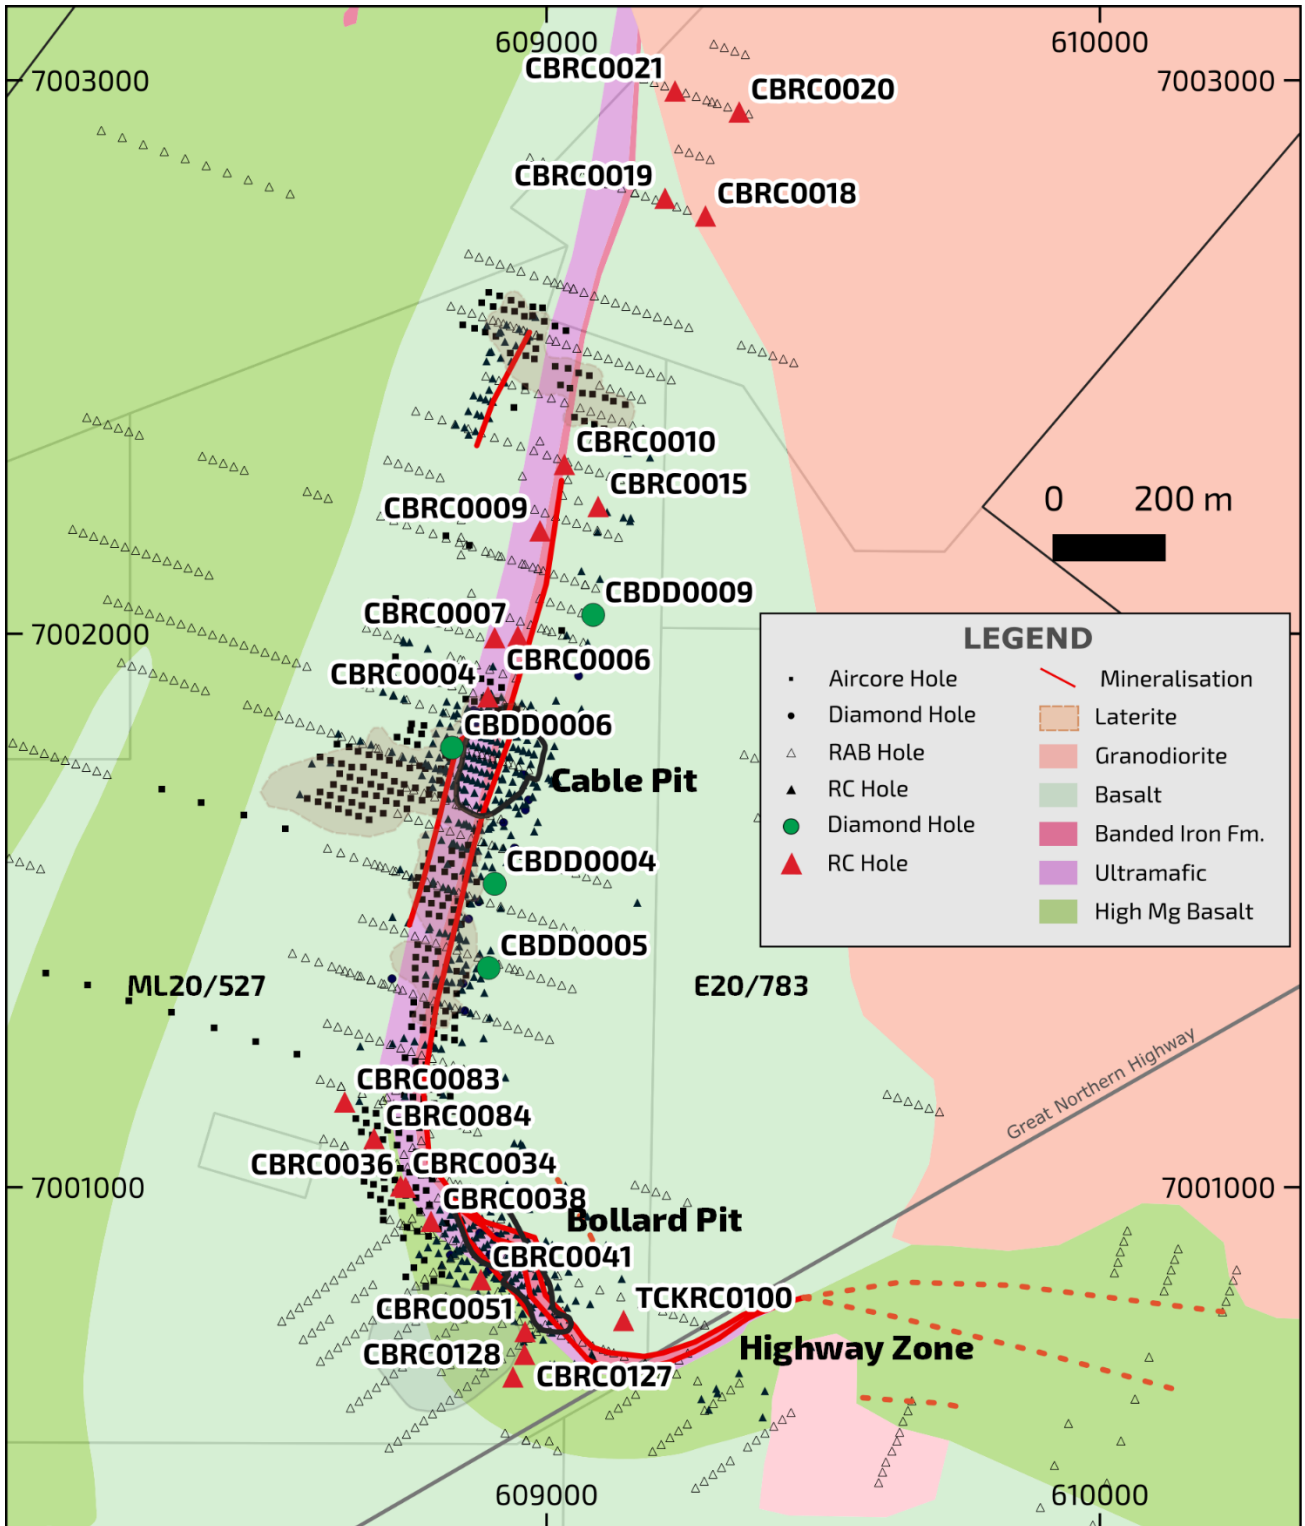 609000
610000
CBRC0021
7003000
CBRC0020
7003000
CBRC0019
CBRC0018
CBRC0010
CBRC0015
CBRC0009
0 200 m
CBDD0009
CBRC0007
7002000
CBRC0006
CBRC0004
CBDD0006
Cable Pit
LEGEND
Aircore Hole
Diamond Hole
RAB Hole
RC Hole
Diamond Hole
RC Hole
Mineralisation
Laterite
Granodiorite
Basalt
Banded Iron Fm.
Ultramafic
High Mg Basalt
CBDD0004
CBDD0005
ML20/527
E20/783
Great Northern Highway
CBRC0083
CBRC0084
CBRC0036
CBRC0034
7001000
7001000
CBRC0038
Bollard Pit
CBRC0041
CBRC0051
TCKRC0100
CBRC0128
Highway Zone
CBRC0127
609000
610000